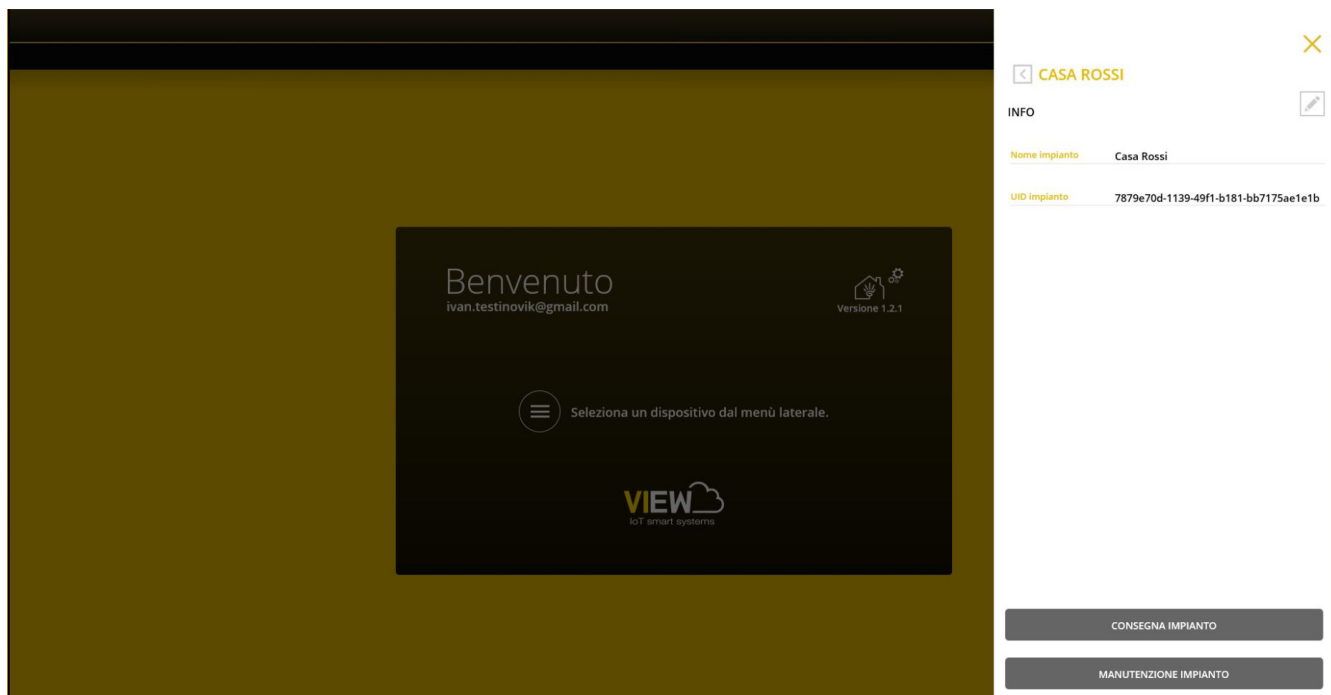 CASA ROSSI
INFO
Nome impianto Casa Rossi
UID impianto 7879e70d-1139-49f1-b181-bb7175ae1e1b
Benvenuto
ivan.testinovik@gmail.com
Versione 1.2.1
Seleziona un dispositivo dal menù laterale.
VIEW
IoT smart systems
CONSEGNA IMPIANTO
MANUTENZIONE IMPIANTO